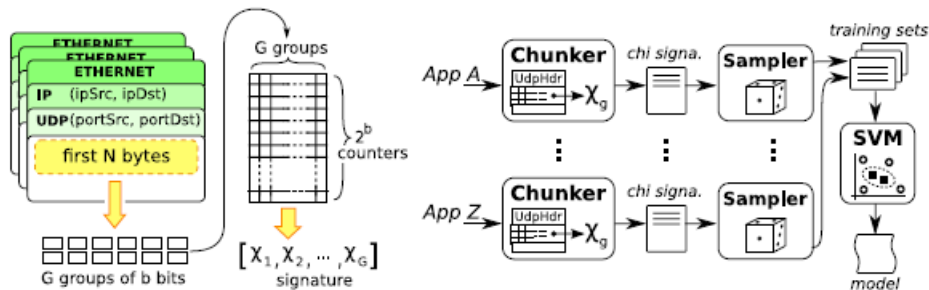 ETHERNET
ETHERNET
ETHERNET
IP (ipSrc, ipDst)
UDP (portSrc, portDst)
first N bytes
G groups of b bits
G groups
2^b
counters
[χ1, χ2, ..., χG]
signature
App A
Chunker
UdpHdr
χg
chi signa.
Sampler
training sets
App Z
Chunker
UdpHdr
χg
chi signa.
Sampler
SVM
model